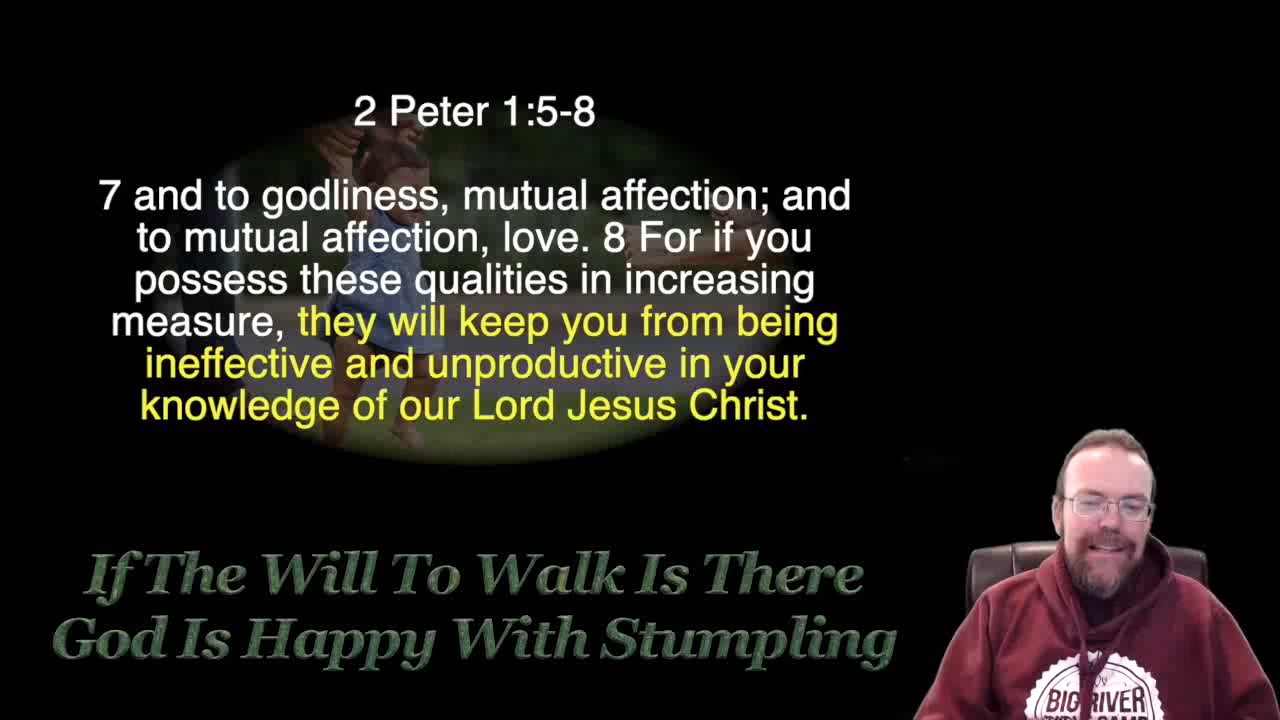 2 Peter 1:5-8
7 and to godliness, mutual affection; and
to mutual affection, love. 8 For if you
possess these qualities in increasing
measure, they will keep you from being
ineffective and unproductive in your
knowledge of our Lord Jesus Christ.
If The Will To Walk Is There
God Is Happy With Stumpling
BIG RIVER